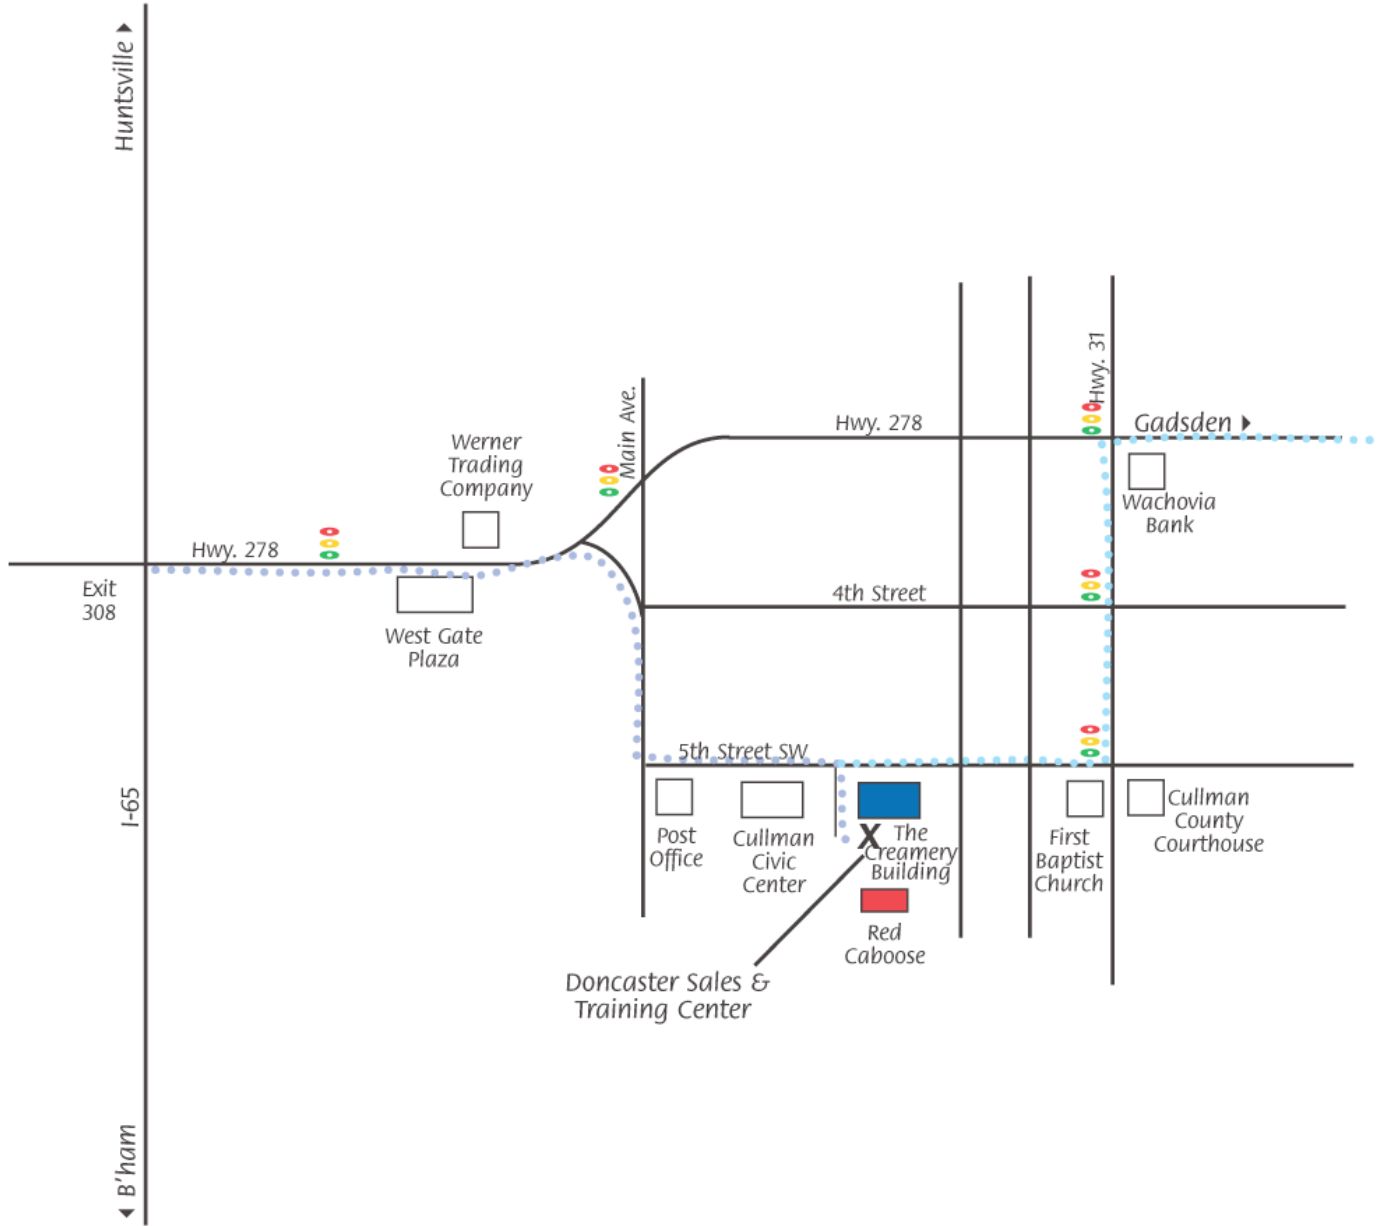 Huntsville
Hwy. 31
Main Ave.
Hwy. 278
Gadsden
Werner
Trading
Company
Wachovia
Bank
Hwy. 278
Exit
308
4th Street
West Gate
Plaza
5th Street SW
I-65
Post
Office
Cullman
Civic
Center
X
The
Creamery
Building
First
Baptist
Church
Cullman
County
Courthouse
Red
Caboose
Doncaster Sales &
Training Center
B'ham